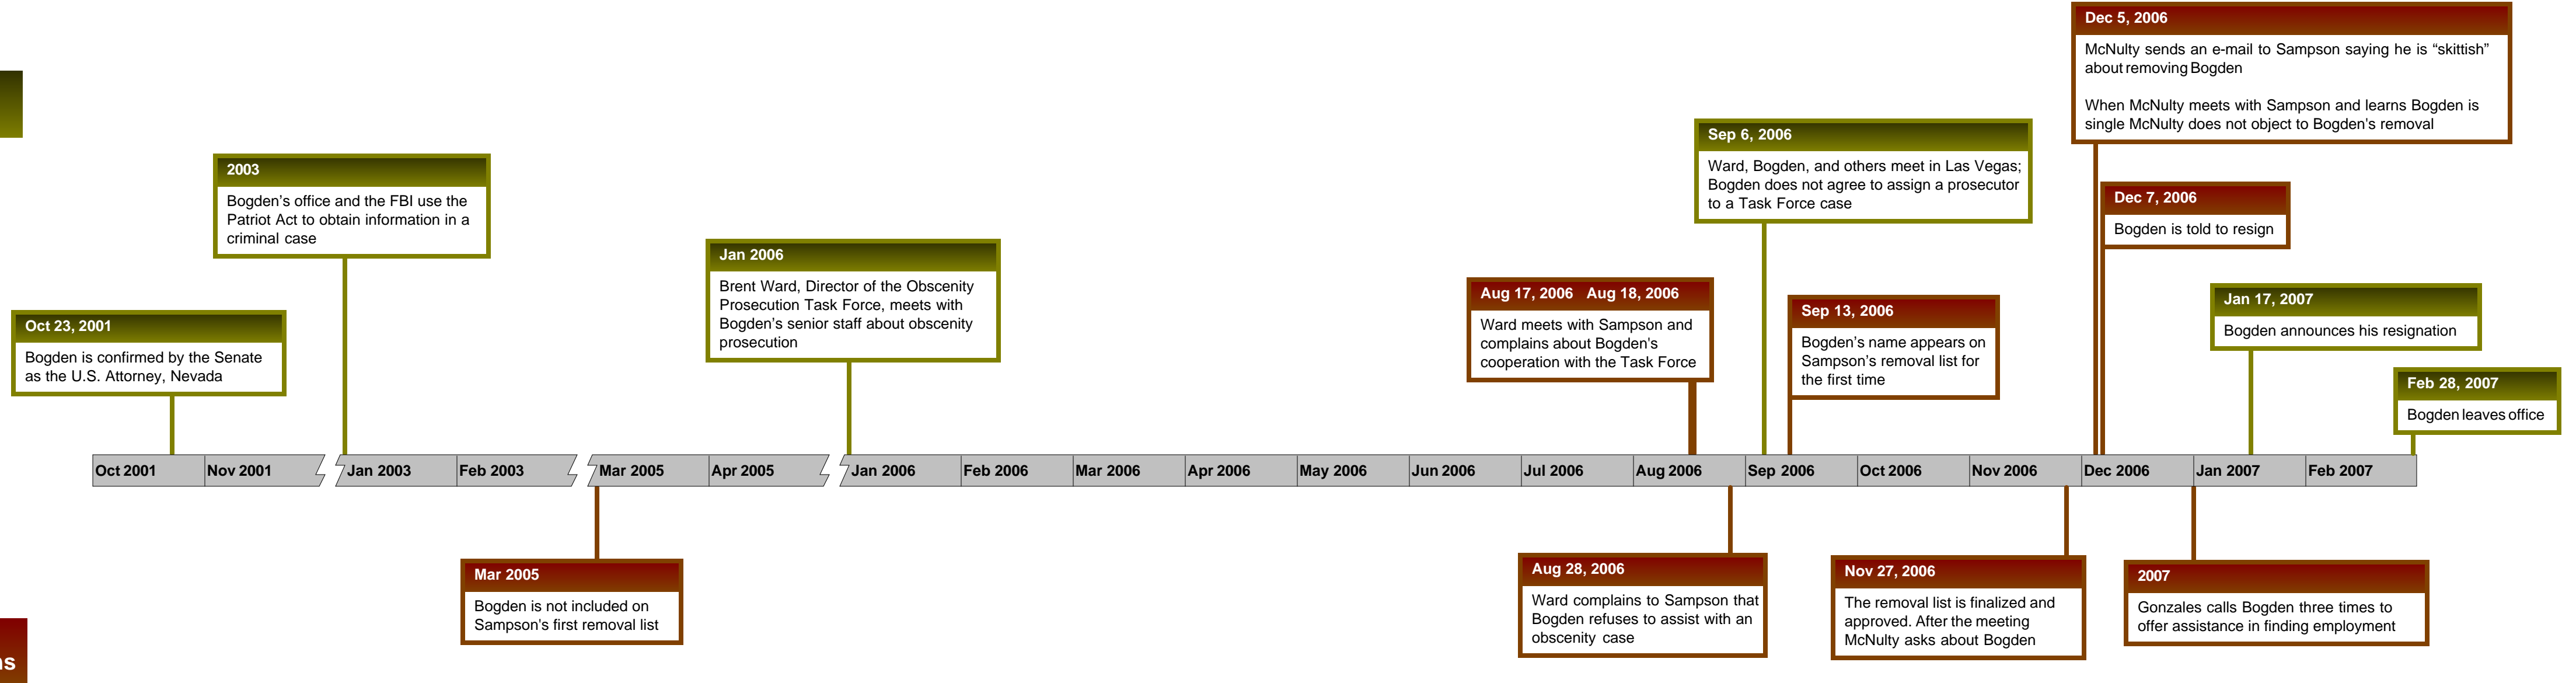 Dec 5, 2006
McNulty sends an e-mail to Sampson saying he is “skittish”
about removing Bogden
When McNulty meets with Sampson and learns Bogden is
single McNulty does not object to Bogden’s removal
Sep 6, 2006
Ward, Bogden, and others meet in Las Vegas;
Bogden does not agree to assign a prosecutor
to a Task Force case
2003
Bogden’s office and the FBI use the
Patriot Act to obtain information in a
criminal case
Dec 7, 2006
Bogden is told to resign
Jan 2006
Brent Ward, Director of the Obscenity
Prosecution Task Force, meets with
Bogden’s senior staff about obscenity
prosecution
Aug 17, 2006 Aug 18, 2006
Ward meets with Sampson and
complains about Bogden’s
cooperation with the Task Force
Sep 13, 2006
Bogden’s name appears on
Sampson’s removal list for
the first time
Jan 17, 2007
Bogden announces his resignation
Oct 23, 2001
Bogden is confirmed by the Senate
as the U.S. Attorney, Nevada
Feb 28, 2007
Bogden leaves office
Oct 2001 Nov 2001 Jan 2003 Feb 2003 Mar 2005 Apr 2005 Jan 2006 Feb 2006 Mar 2006 Apr 2006 May 2006 Jun 2006 Jul 2006 Aug 2006 Sep 2006 Oct 2006 Nov 2006 Dec 2006 Jan 2007 Feb 2007
Mar 2005
Bogden is not included on
Sampson’s first removal list
Aug 28, 2006
Ward complains to Sampson that
Bogden refuses to assist with an
obscenity case
Nov 27, 2006
The removal list is finalized and
approved. After the meeting
McNulty asks about Bogden
2007
Gonzales calls Bogden three times to
offer assistance in finding employment